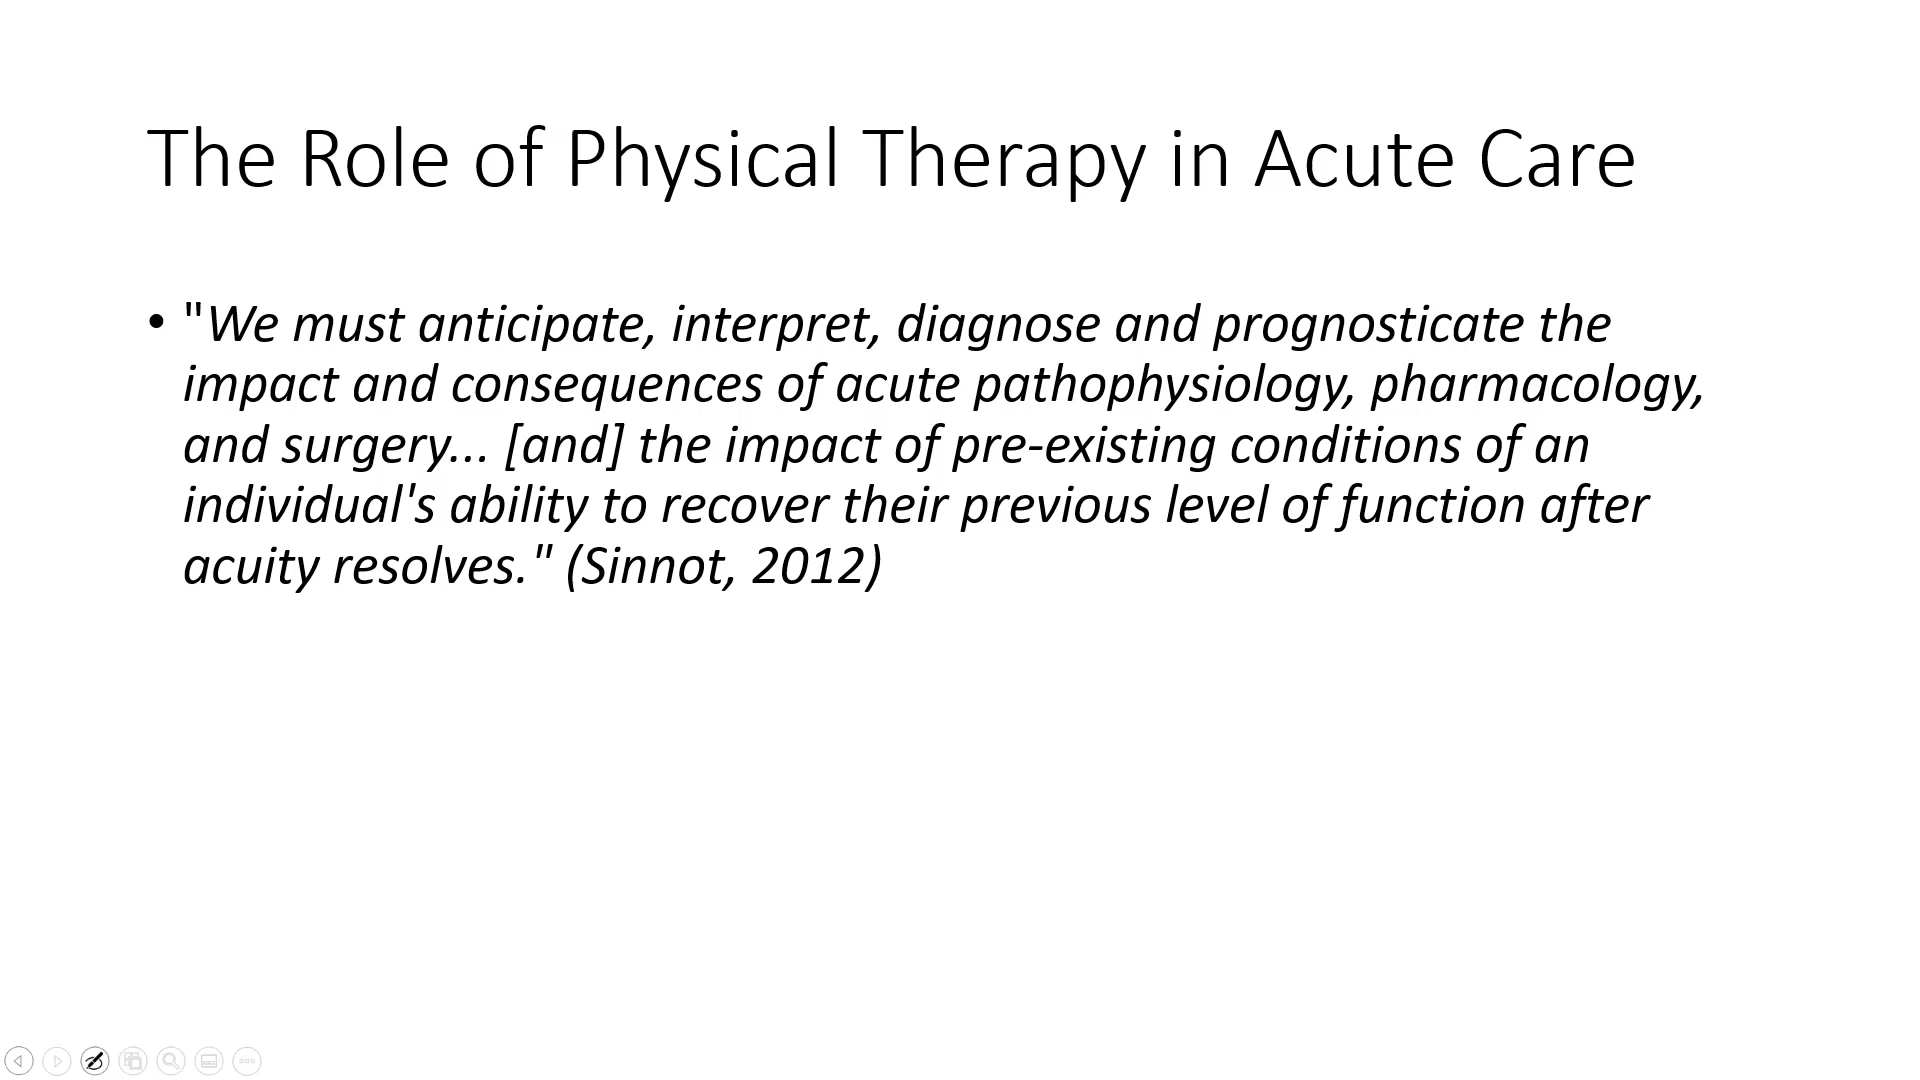 The Role of Physical Therapy in Acute Care
• "We must anticipate, interpret, diagnose and prognosticate the
impact and consequences of acute pathophysiology, pharmacology,
and surgery... [and] the impact of pre-existing conditions of an
individual's ability to recover their previous level of function after
acuity resolves." (Sinnot, 2012)